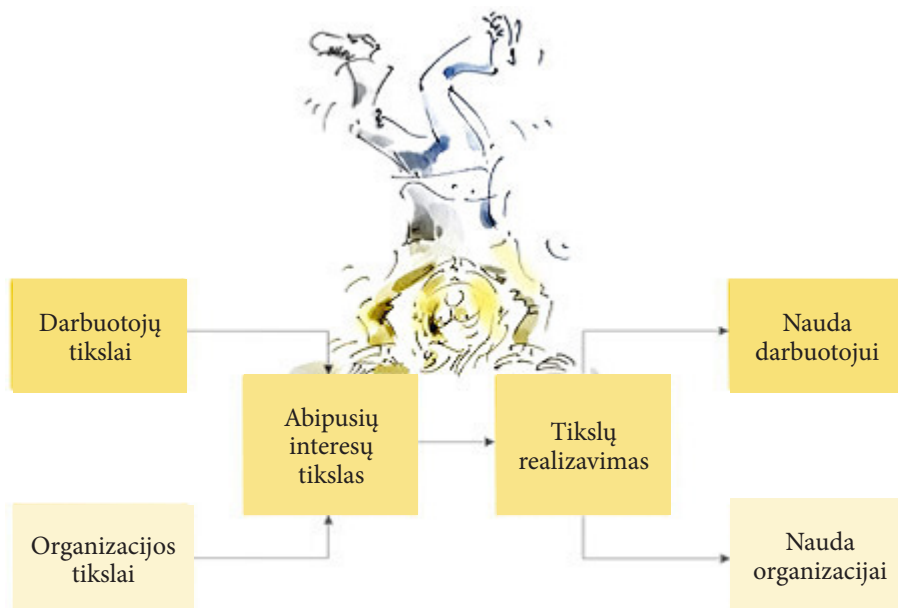 Darbuotojų
tikslai
Nauda
darbuotojui
Abipusių
interesų
tikslas
Tikslų
realizavimas
Organizacijos
tikslai
Nauda
organizacijai